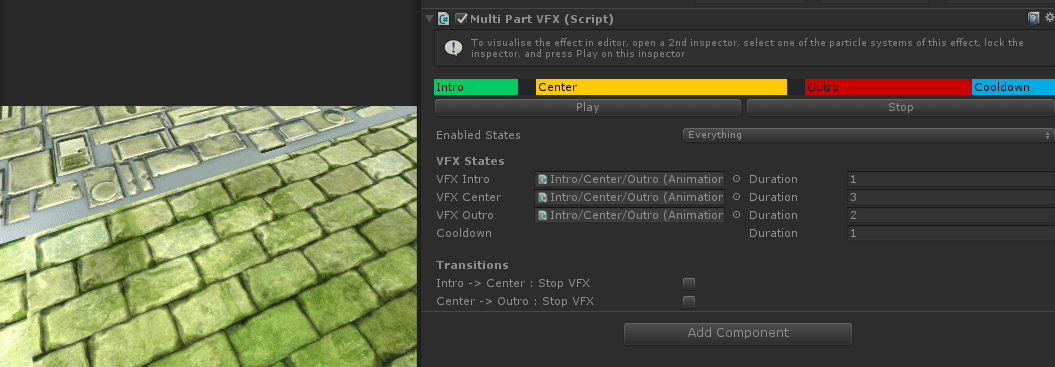 Multi Part VFX (Script)
To visualise the effect in editor, open a 2nd inspector, select one of the particle systems of this effect, lock the
inspector, and press Play on this inspector
Intro Center Outro Cooldown
Play Stop
Enabled States Everything
VFX States
VFX Intro Intro/Center/Outro (Animation Duration 1
VFX Center Intro/Center/Outro (Animation Duration 3
VFX Outro Intro/Center/Outro (Animation Duration 2
Cooldown Duration 1
Transitions
Intro -> Center : Stop VFX
Center -> Outro : Stop VFX
Add Component